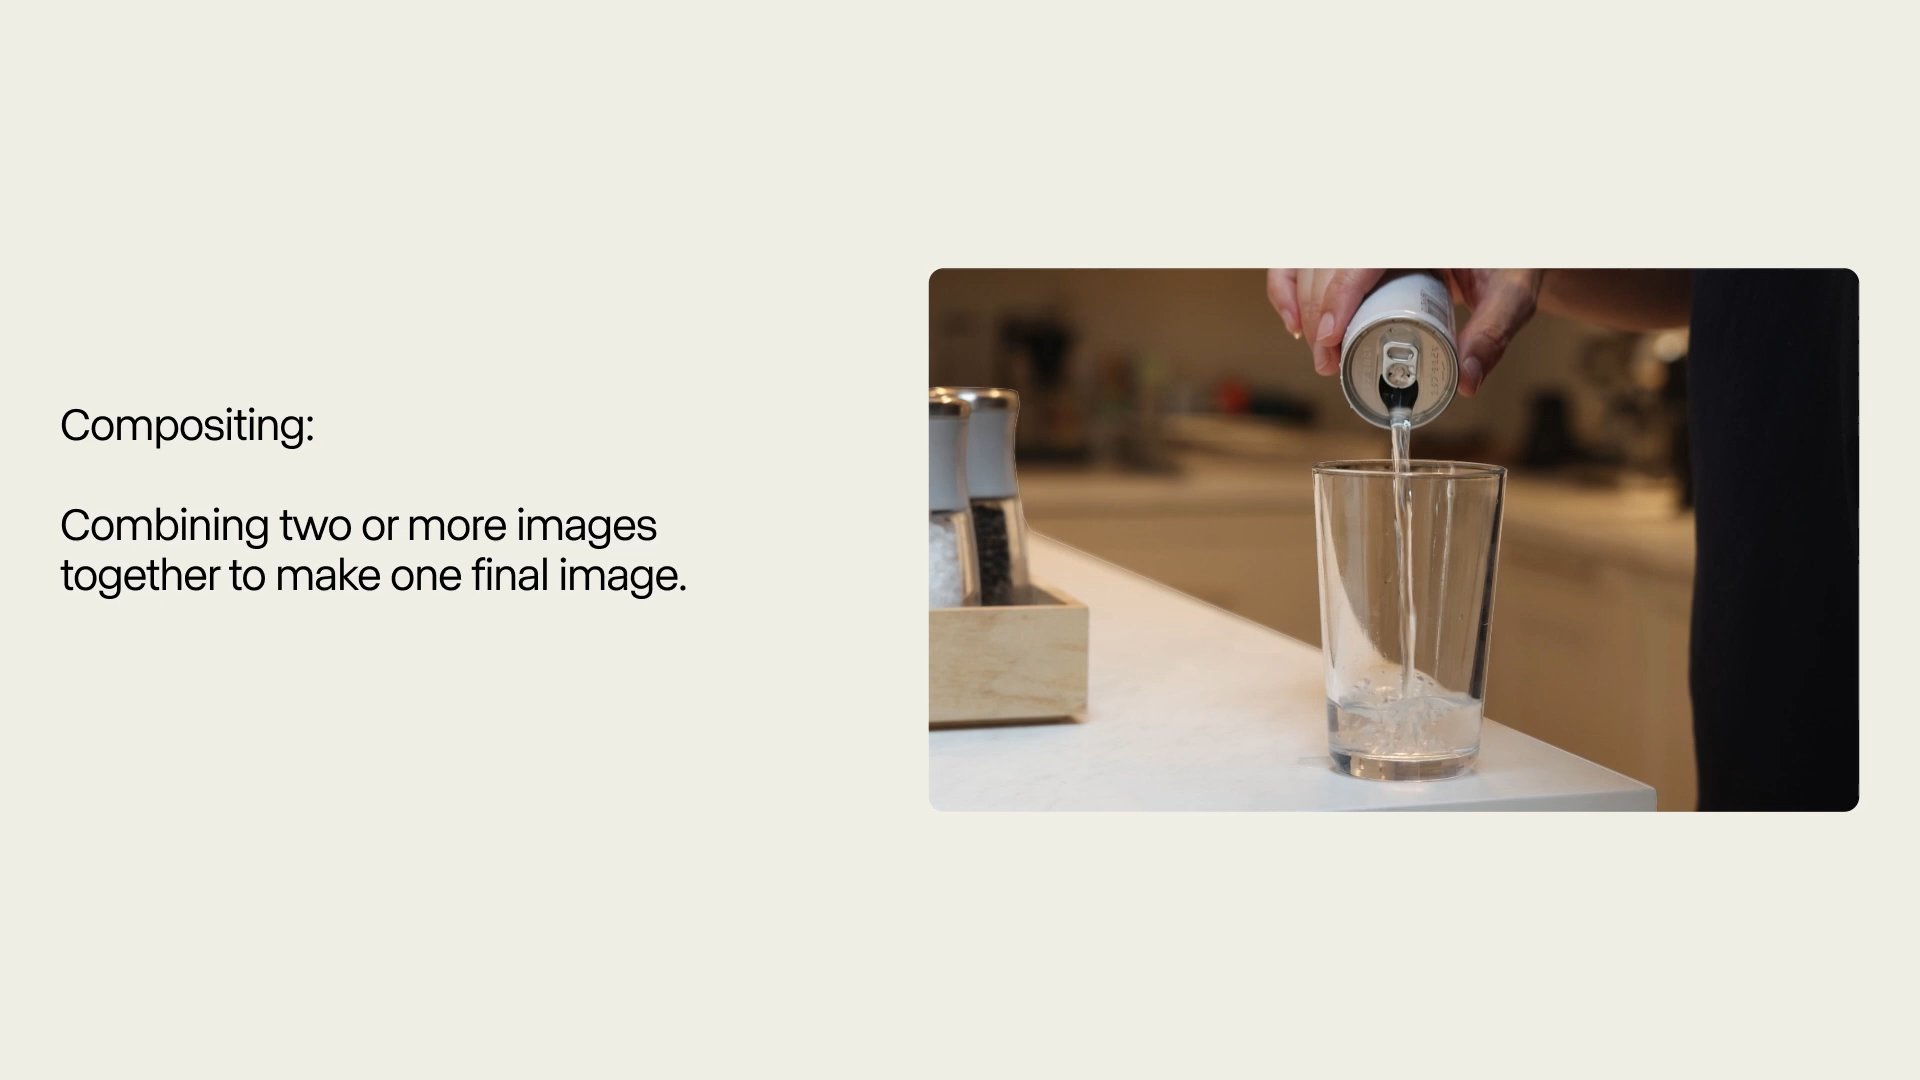 Compositing:
Combining two or more images
together to make one final image.